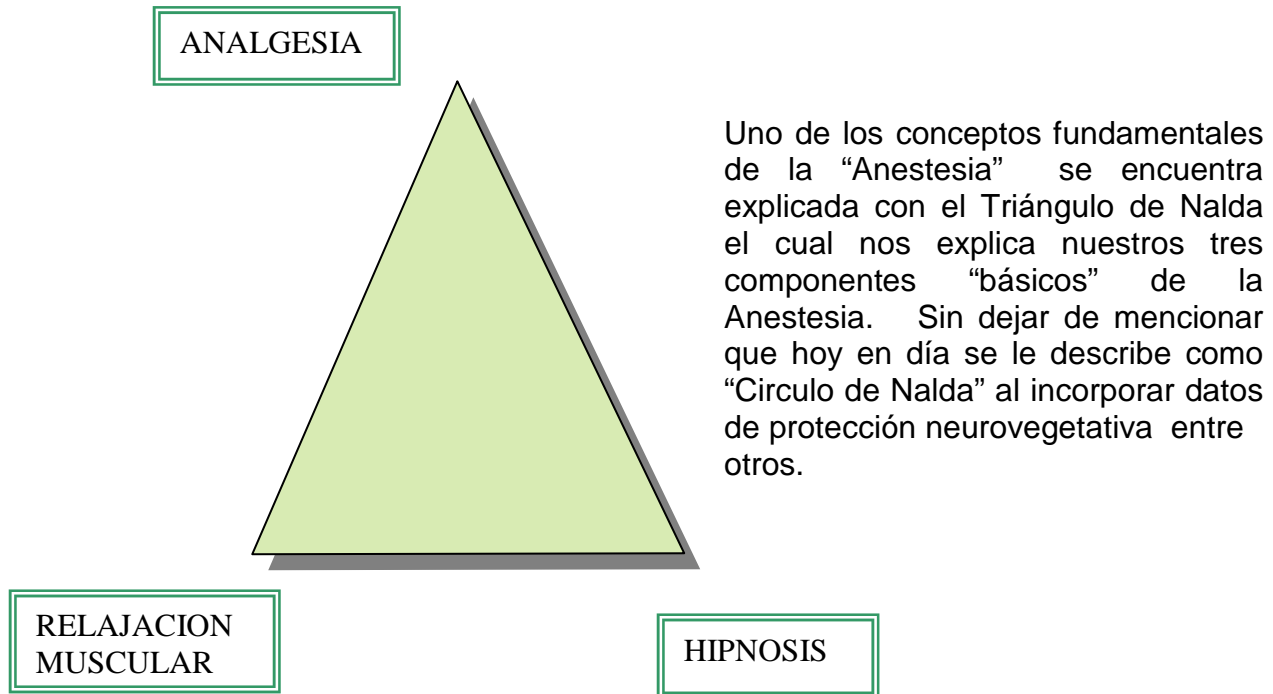 ANALGESIA
Uno de los conceptos fundamentales
de la “Anestesia” se encuentra
explicada con el Triángulo de Nalda
el cual nos explica nuestros tres
componentes “básicos” de la
Anestesia. Sin dejar de mencionar
que hoy en día se le describe como
“Circulo de Nalda” al incorporar datos
de protección neurovegetativa entre
otros.
RELAJACION
MUSCULAR
HIPNOSIS